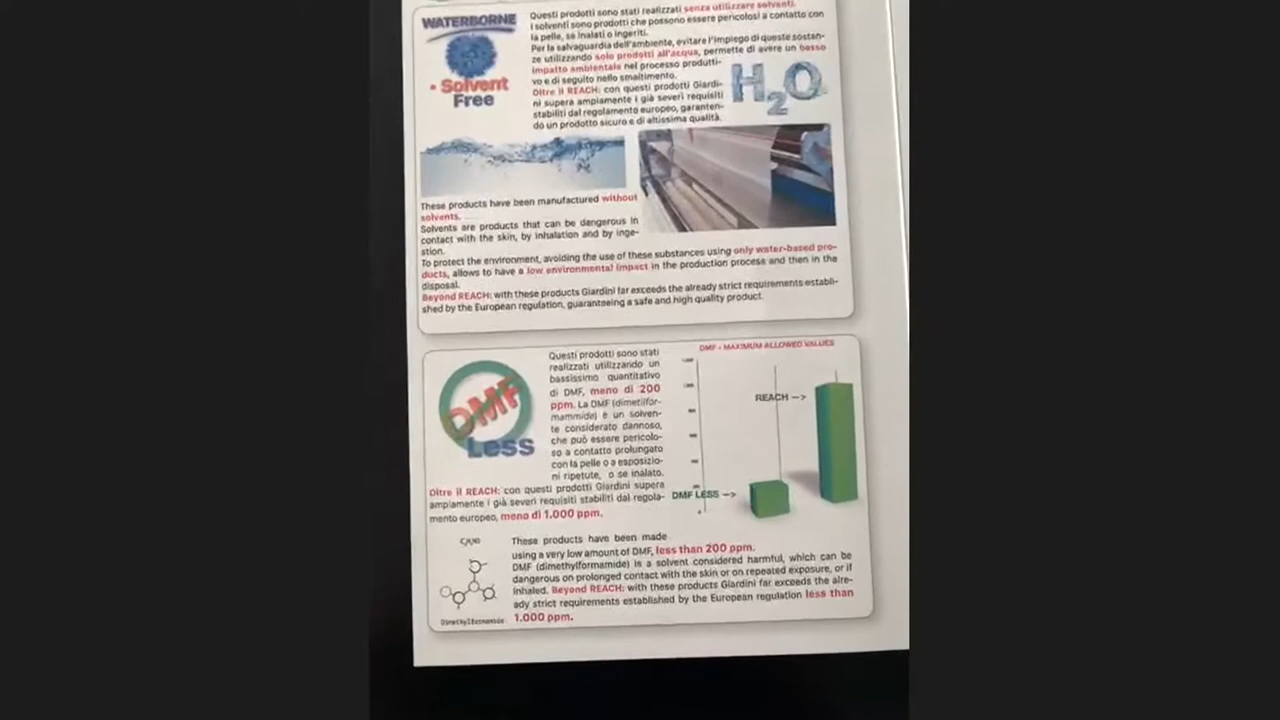 WATERBORNE
• Solvent
Free
Questi prodotti sono stati realizzati senza utilizzare solventi.
I solventi sono prodotti che possono essere pericolosi a contatto con
la pelle, se inalati o ingeriti.
Per la salvaguardia dell'ambiente, evitare l'impiego di queste sostan-
ze utilizzando solo prodotti all'acqua, permette di avere un basso
impatto ambientale nel processo produtti-
vo e di seguito nello smaltimento.
Oltre il REACH: con questi prodotti Giardi-
ni supera ampiamente i già severi requisiti
stabiliti dal regolamento europeo, garanten-
do un prodotto sicuro e di altissima qualità.
H2O
These products have been manufactured without
solvents.
Solvents are products that can be dangerous in
contact with the skin, by inhalation and by inge-
stion.
To protect the environment, avoiding the use of these substances using only water-based pro-
ducts, allows to have a low environmental impact in the production process and then in the
disposal.
Beyond REACH: with these products Giardini far exceeds the already strict requirements establi-
shed by the European regulation, guaranteeing a safe and high quality product.
DMF
Less
Questi prodotti sono stati
realizzati utilizzando un
bassissimo quantitativo
di DMF, meno di 200
ppm. La DMF (dimetilfor-
mammide) è un solven-
te considerato dannoso,
che può essere pericolo-
so a contatto prolungato
con la pelle o a esposizio-
ni ripetute, o se inalato.
Oltre il REACH: con questi prodotti Giardini supera
ampiamente i già severi requisiti stabiliti dal regola-
mento europeo, meno di 1.000 ppm.
DMF - MAXIMUM ALLOWED VALUES
REACH -->
DMF LESS -->
These products have been made
using a very low amount of DMF, less than 200 ppm.
DMF (dimethylformamide) is a solvent considered harmful, which can be
dangerous on prolonged contact with the skin or on repeated exposure, or if
inhaled. Beyond REACH: with these products Giardini far exceeds the alre-
ady strict requirements established by the European regulation less than
1.000 ppm.